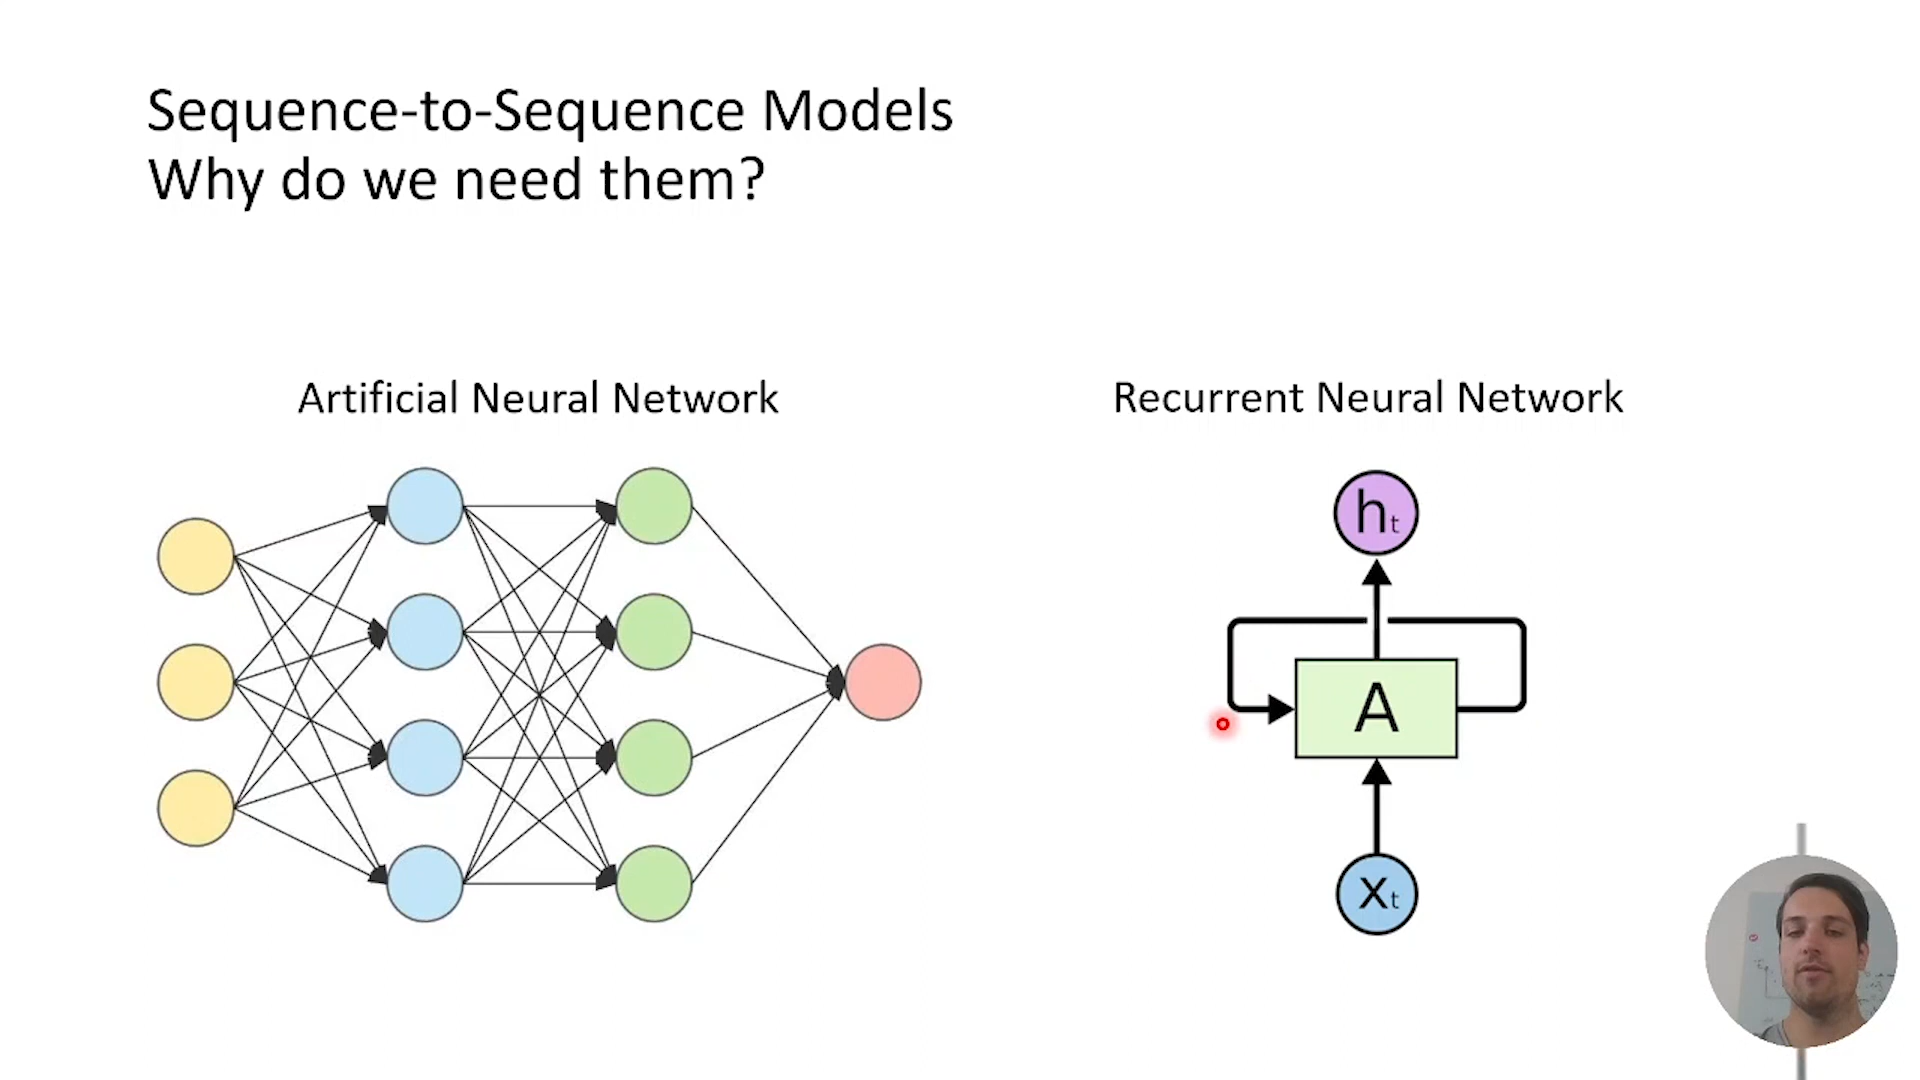 Sequence-to-Sequence Models
Why do we need them?
Artificial Neural Network
Recurrent Neural Network
ht
A
xt